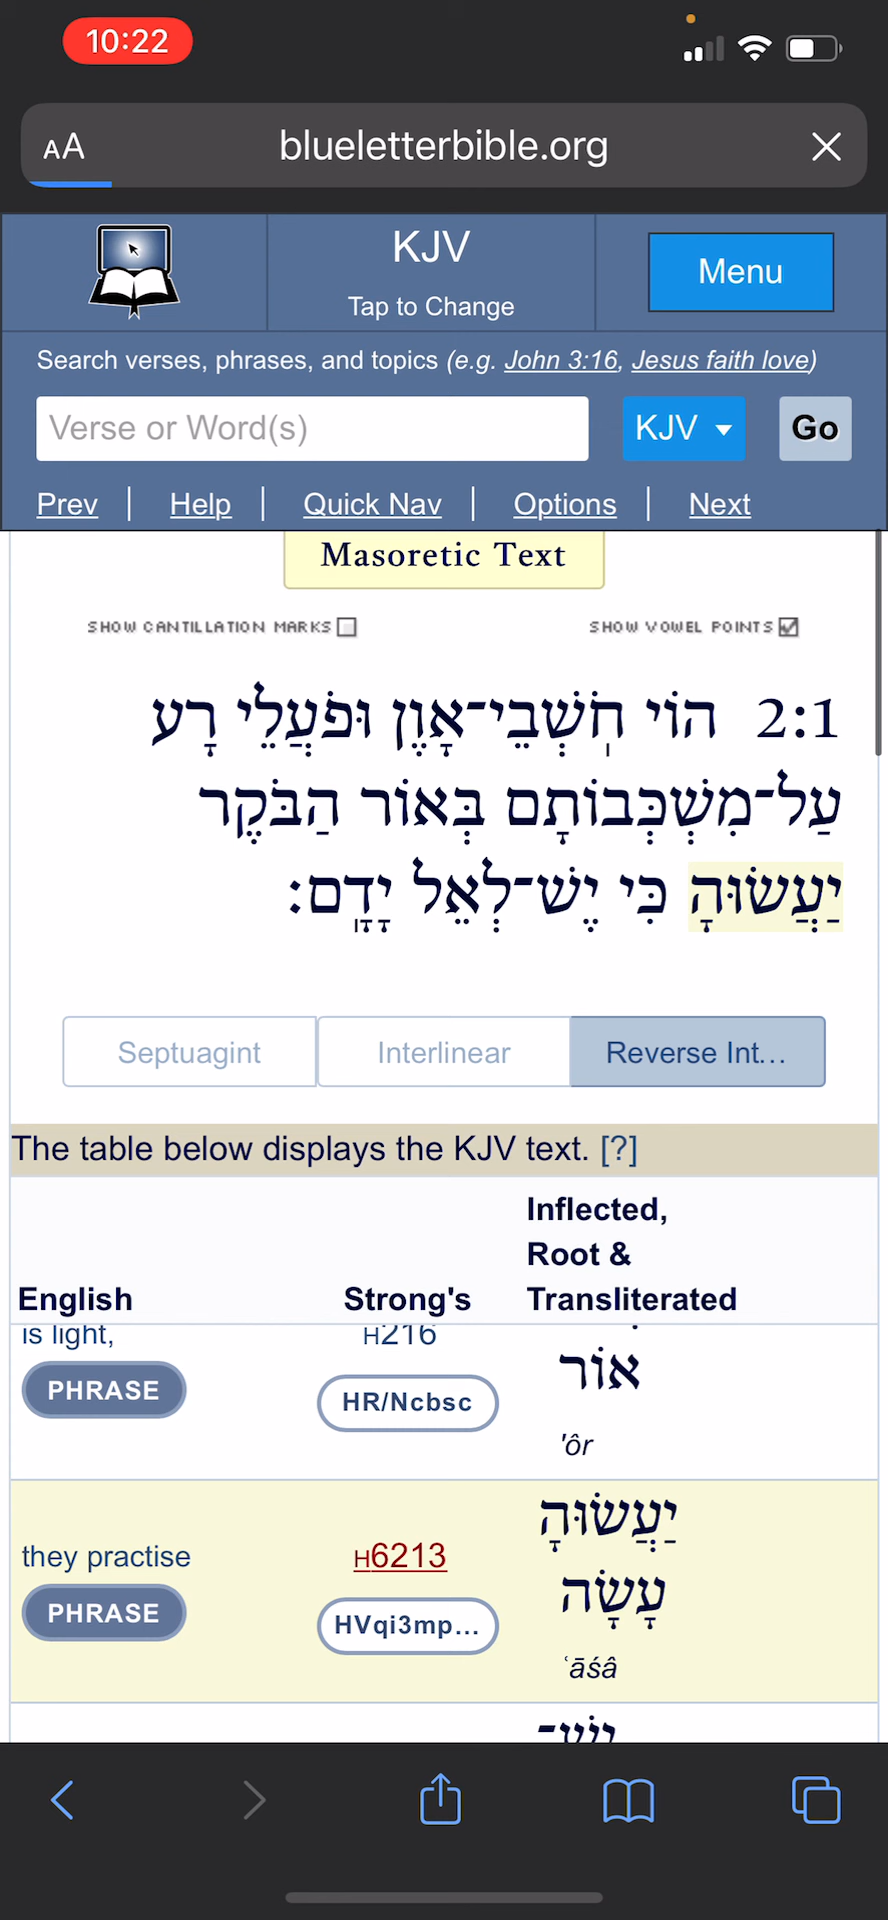 10:22
AA blueletterbible.org
KJV
Tap to Change
Menu
Search verses, phrases, and topics (e.g. John 3:16, Jesus faith love)
Verse or Word(s) KJV Go
Prev | Help | Quick Nav | Options | Next
Masoretic Text
SHOW CANTILLATION MARKS SHOW VOWEL POINTS
2:1 הוֹי חֹֽשְׁבֵי־אָוֶן וּפֹעֲלֵי רָע
עַל־מִשְׁכְּבוֹתָם בְּאוֹר הַבֹּקֶר
יַעֲשׂוּהָ כִּי יֶשׁ־לְאֵל יָדָֽם׃
Septuagint Interlinear Reverse Int...
The table below displays the KJV text. [?]
English Strong's Inflected,
Root &
Transliterated
is light, H216
PHRASE HR/Ncbsc אוֹר
'ôr
they practise H6213 יַעֲשׂוּהָ
PHRASE HVqi3mp... עָשָׂה
ʿāśâ
יֶשׁ־